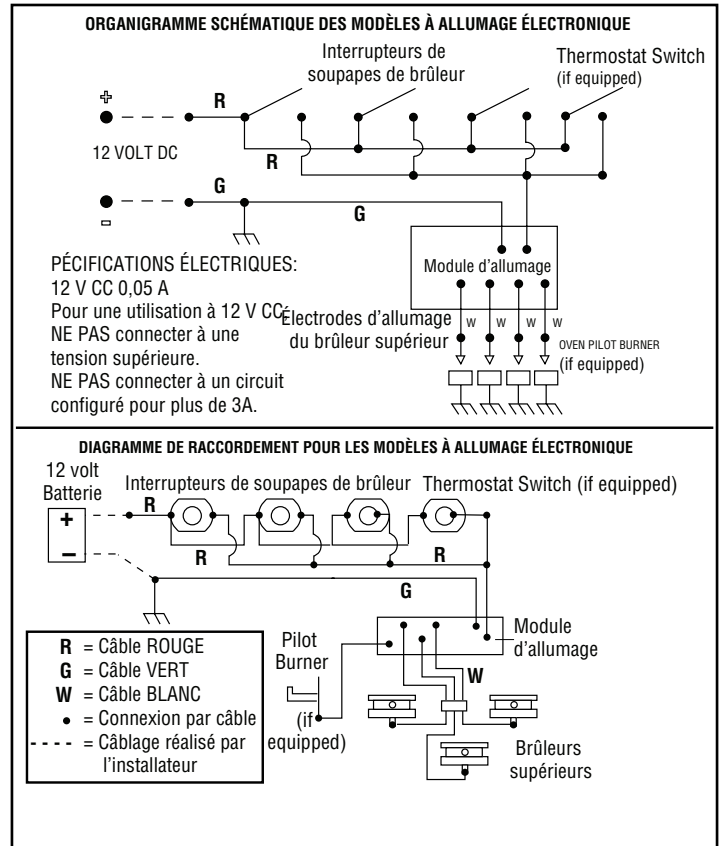 ORGANIGRAMME SCHÉMATIQUE DES MODÈLES À ALLUMAGE ÉLECTRONIQUE
Interrupteurs de
soupapes de brûleur
Thermostat Switch
(if equipped)
+
R
12 VOLT DC
R
G
G
-
Module d'allumage
PÉCIFICATIONS ÉLECTRIQUES:
12 V CC 0,05 A
Pour une utilisation à 12 V CC,
NE PAS connecter à une
tension supérieure.
NE PAS connecter à un circuit
configuré pour plus de 3A.
Électrodes d'allumage
du brûleur supérieur
W W W W
OVEN PILOT BURNER
(if equipped)
DIAGRAMME DE RACCORDEMENT POUR LES MODÈLES À ALLUMAGE ÉLECTRONIQUE
12 volt
Batterie
Interrupteurs de soupapes de brûleur
Thermostat Switch (if equipped)
R
+
–
R
R
G
Module
d'allumage
Pilot
Burner
(if
equipped)
W
Brûleurs
supérieurs
R = Câble ROUGE
G = Câble VERT
W = Câble BLANC
• = Connexion par câble
- - - - = Câblage réalisé par
l'installateur